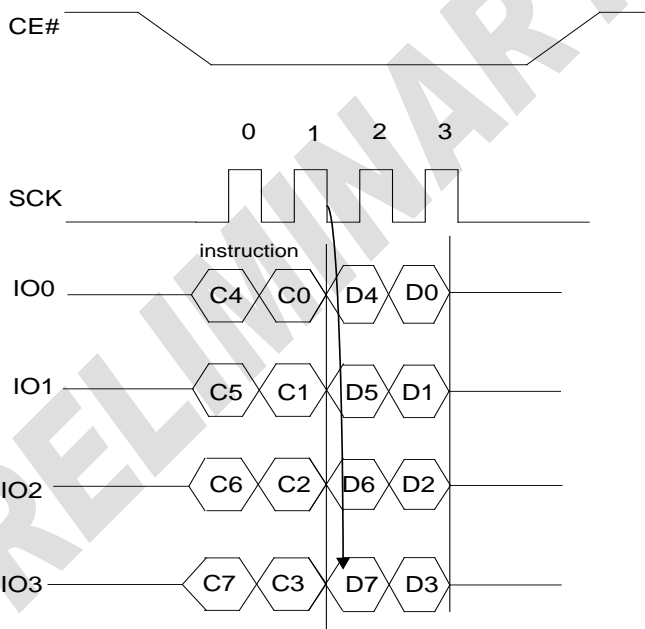 CE#
0 1 2 3
SCK
instruction
IO0 C4 C0 D4 D0
IO1 C5 C1 D5 D1
IO2 C6 C2 D6 D2
IO3 C7 C3 D7 D3
RELIMINAR